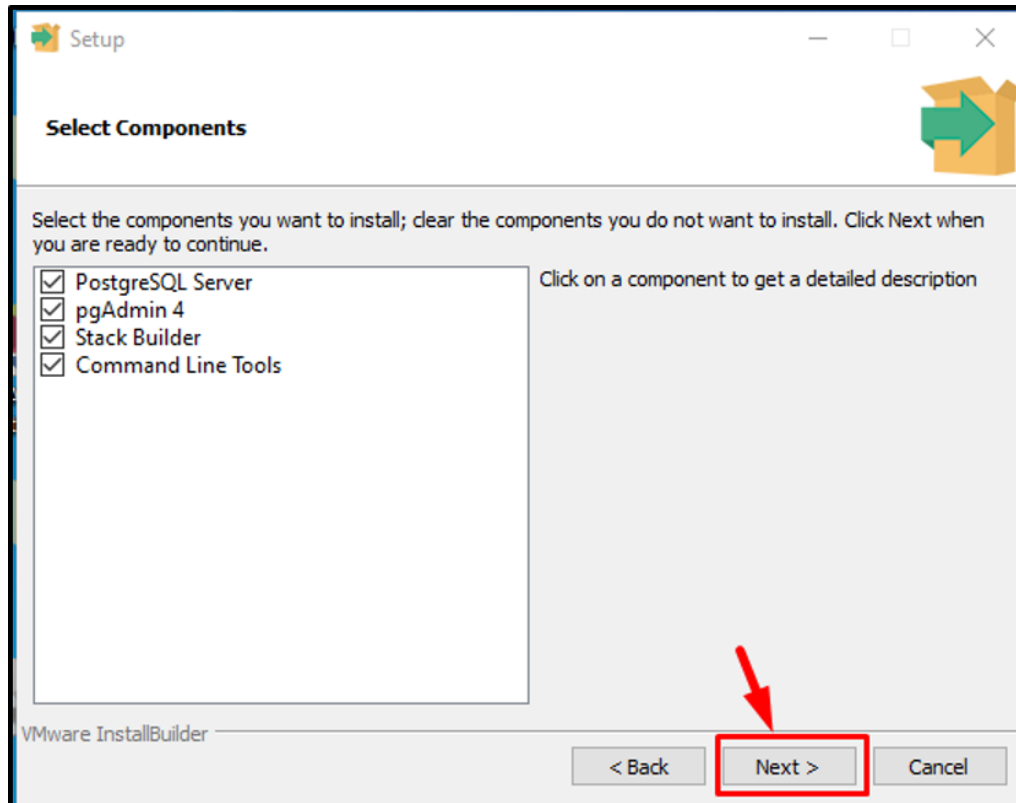 Setup
Select Components
Select the components you want to install; clear the components you do not want to install. Click Next when
you are ready to continue.
PostgreSQL Server
Click on a component to get a detailed description
pgAdmin 4
Stack Builder
Command Line Tools
VMware InstallBuilder
< Back
Next >
Cancel